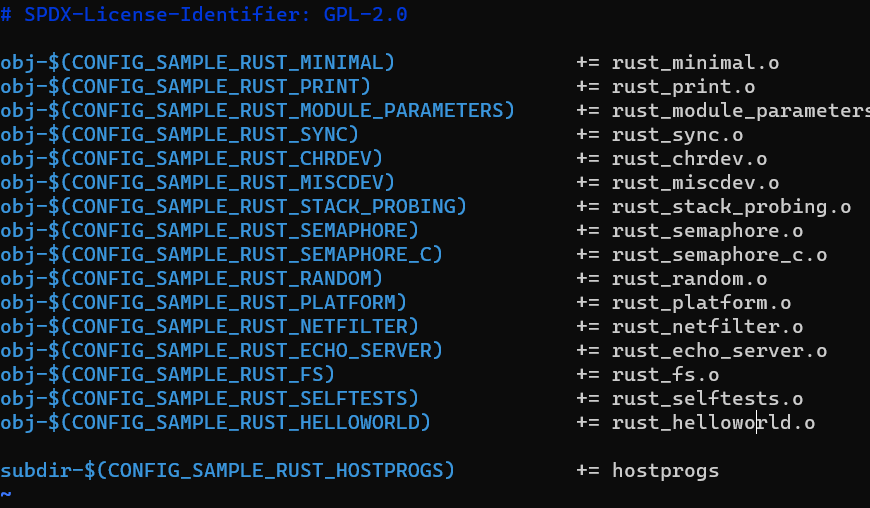 # SPDX-License-Identifier: GPL-2.0
obj-$(CONFIG_SAMPLE_RUST_MINIMAL) += rust_minimal.o
obj-$(CONFIG_SAMPLE_RUST_PRINT) += rust_print.o
obj-$(CONFIG_SAMPLE_RUST_MODULE_PARAMETERS) += rust_module_parameters
obj-$(CONFIG_SAMPLE_RUST_SYNC) += rust_sync.o
obj-$(CONFIG_SAMPLE_RUST_CHRDEV) += rust_chrdev.o
obj-$(CONFIG_SAMPLE_RUST_MISCDEV) += rust_miscdev.o
obj-$(CONFIG_SAMPLE_RUST_STACK_PROBING) += rust_stack_probing.o
obj-$(CONFIG_SAMPLE_RUST_SEMAPHORE) += rust_semaphore.o
obj-$(CONFIG_SAMPLE_RUST_SEMAPHORE_C) += rust_semaphore_c.o
obj-$(CONFIG_SAMPLE_RUST_RANDOM) += rust_random.o
obj-$(CONFIG_SAMPLE_RUST_PLATFORM) += rust_platform.o
obj-$(CONFIG_SAMPLE_RUST_NETFILTER) += rust_netfilter.o
obj-$(CONFIG_SAMPLE_RUST_ECHO_SERVER) += rust_echo_server.o
obj-$(CONFIG_SAMPLE_RUST_FS) += rust_fs.o
obj-$(CONFIG_SAMPLE_RUST_SELFTESTS) += rust_selftests.o
obj-$(CONFIG_SAMPLE_RUST_HELLOWORLD) += rust_helloworld.o
subdir-$(CONFIG_SAMPLE_RUST_HOSTPROGS) += hostprogs
~